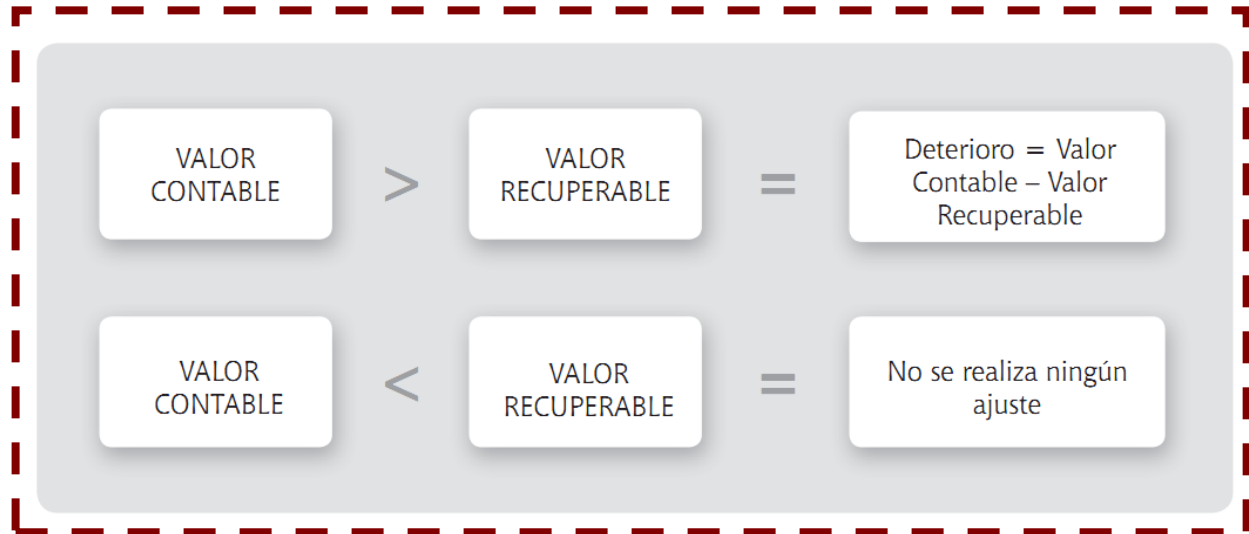 VALOR
CONTABLE
>
VALOR
RECUPERABLE
=
Deterioro = Valor
Contable – Valor
Recuperable
VALOR
CONTABLE
<
VALOR
RECUPERABLE
=
No se realiza ningún
ajuste